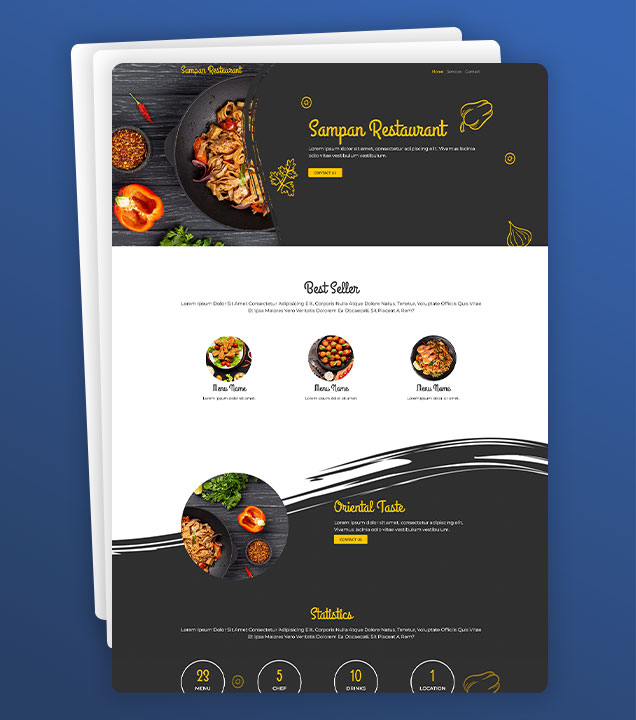 Sampan Restaurant
Home Services Contact
Sampan Restaurant
Lorem ipsum dolor sit amet, consectetur adipiscing elit. Vivamus lacinia
odio vitae vestibulum vestibulum.
CONTACT US
Best Seller
Lorem Ipsum Dolor Sit Amet Consectetur Adipisicing Elit. Corporis Nulla Atque Dolore Natus, Tenetur, Voluptate Officiis Quis Vitae
Et Ipsa Maiores Vero Veritatis Dolorem Ea Obcaecati, Sit Placeat A Rem?
Menu Name Menu Name Menu Name
Lorem ipsum dolor sit amet. Lorem ipsum dolor sit amet. Lorem ipsum dolor sit amet.
Oriental Taste
Lorem ipsum dolor sit amet, consectetur adipiscing elit.
Vivamus lacinia odio vitae vestibulum vestibulum.
CONTACT US
Statistics
Lorem Ipsum Dolor Sit Amet Consectetur Adipisicing Elit. Corporis Nulla Atque Dolore Natus, Tenetur, Voluptate Officiis Quis Vitae
Et Ipsa Maiores Vero Veritatis Dolorem Ea Obcaecati, Sit Placeat A Rem?
23 5 10 1
MENU CHEF DRINKS LOCATION